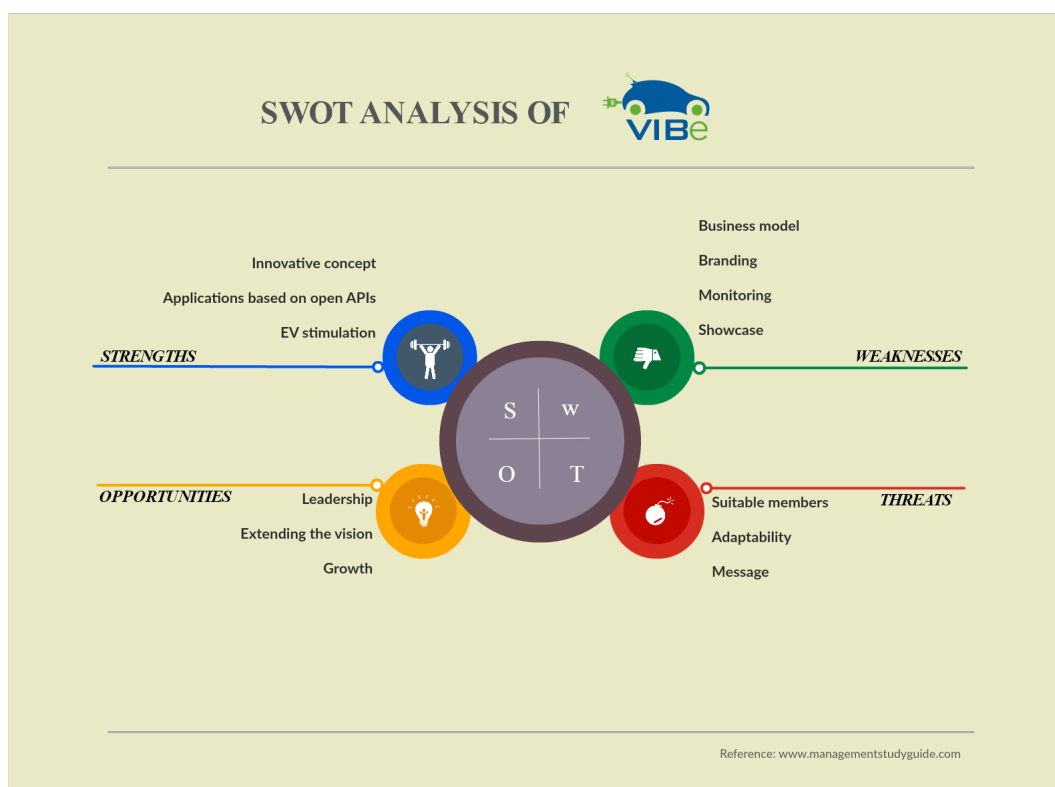 SWOT ANALYSIS OF
VIBe
Innovative concept
Applications based on open APIs
EV stimulation
STRENGTHS
Business model
Branding
Monitoring
Showcase
WEAKNESSES
S
w
O
T
OPPORTUNITIES
Leadership
Extending the vision
Growth
Suitable members
Adaptability
Message
THREATS
Reference: www.managementstudyguide.com